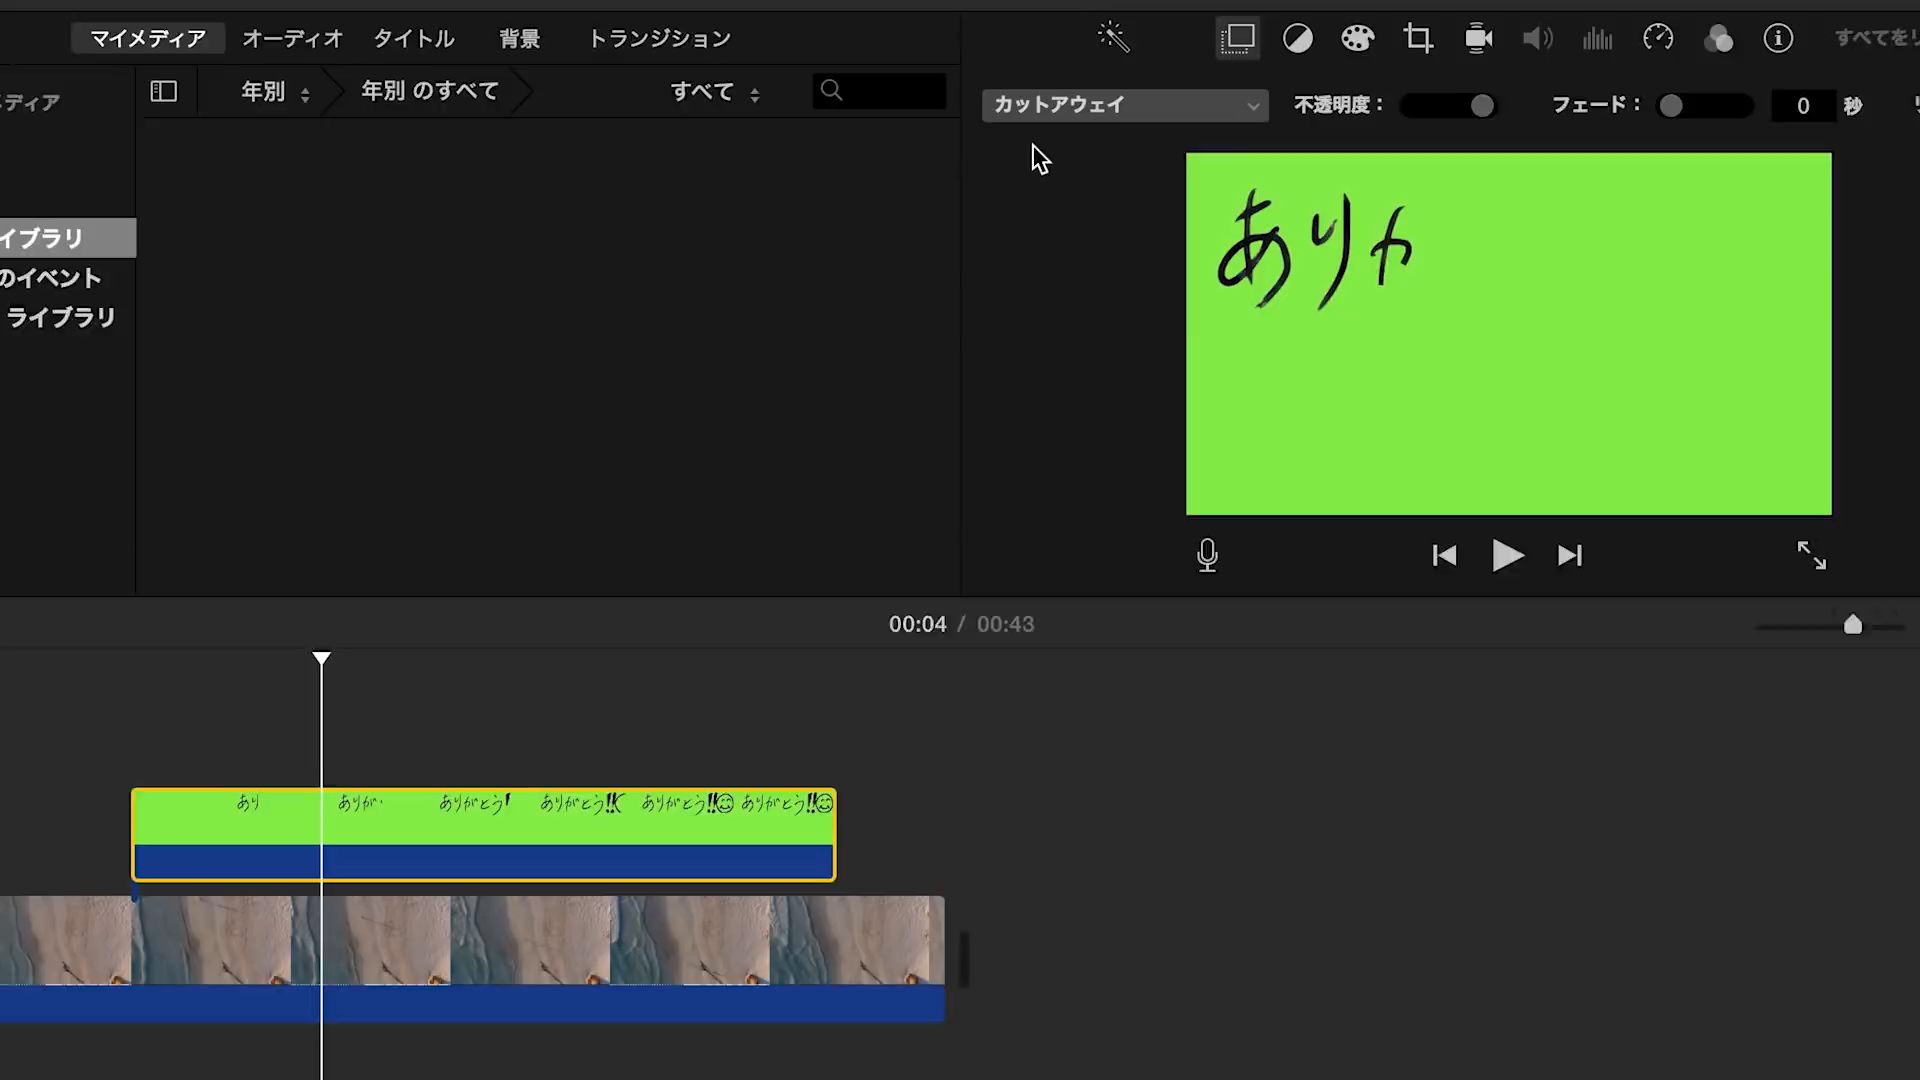 マイメディア オーディオ タイトル 背景 トランジション
すべてをリ
ディア
年別 年別 のすべて すべて
カットアウェイ 不透明度： フェード： 0 秒
イブラリ
のイベント
ライブラリ
ありか
00:04 / 00:43
あり ありが ありがとう! ありがとう!!( ありがとう!!☺ ありがとう!!☺